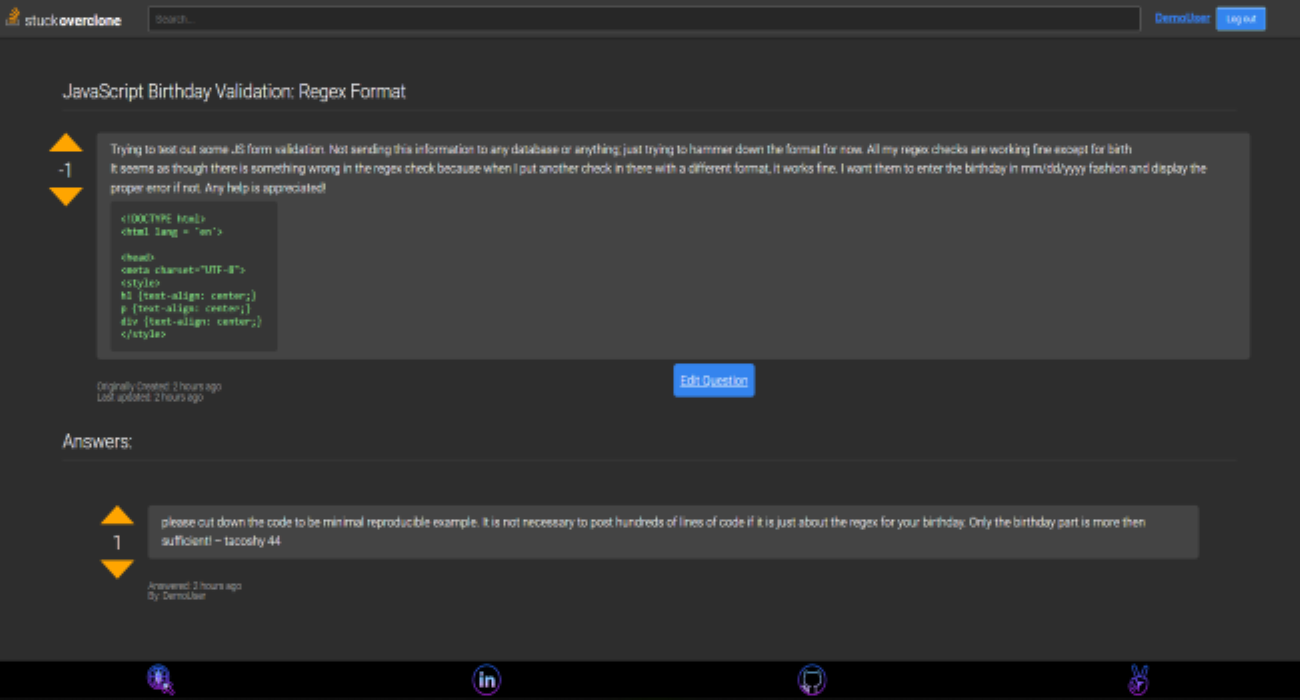 stuckoverclone
Search...
DemoUser
Log out
JavaScript Birthday Validation: Regex Format
-1
Trying to test out some JS form validation. Not sending this information to any database or anything; just trying to hammer down the format for now. All my regex checks are working fine except for birth
It seems as though there is something wrong in the regex check because when I put another check in there with a different format, it works fine. I want them to enter the birthday in mm/dd/yyyy fashion and display the
proper error if not. Any help is appreciated!
<!DOCTYPE html>
<html lang = "en">
<head>
<meta charset="UTF-8">
<style>
h1 {text-align: center;}
p {text-align: center;}
div {text-align: center;}
</style>
Originally Created: 2 hours ago
Last updated: 2 hours ago
Edit Question
Answers:
1
please cut down the code to be minimal reproducible example. It is not necessary to post hundreds of lines of code if it is just about the regex for your birthday. Only the birthday part is more then
sufficient! – tacoshy 44
Answered: 2 hours ago
By: DemoUser
in